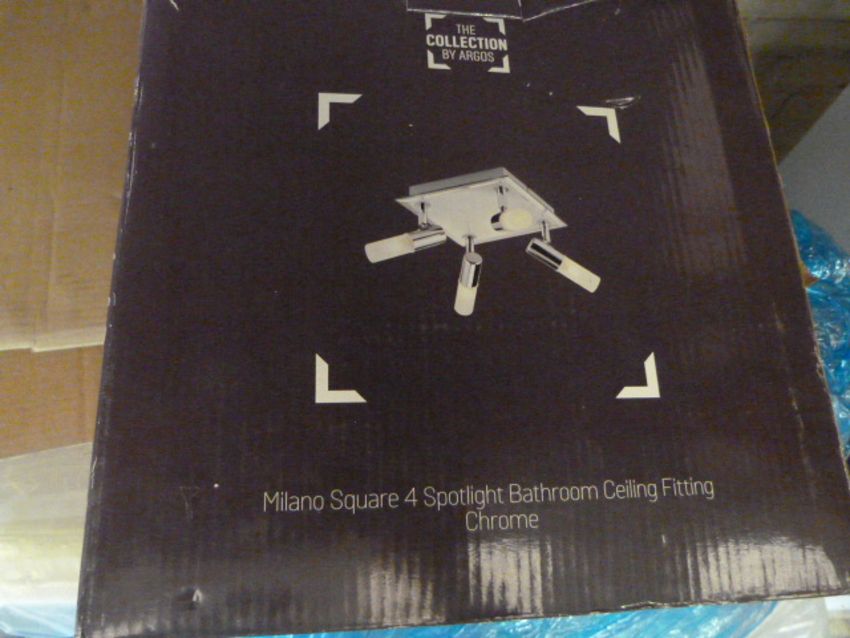 THE
COLLECTION
BY ARGOS
Milano Square 4 Spotlight Bathroom Ceiling Fitting
Chrome